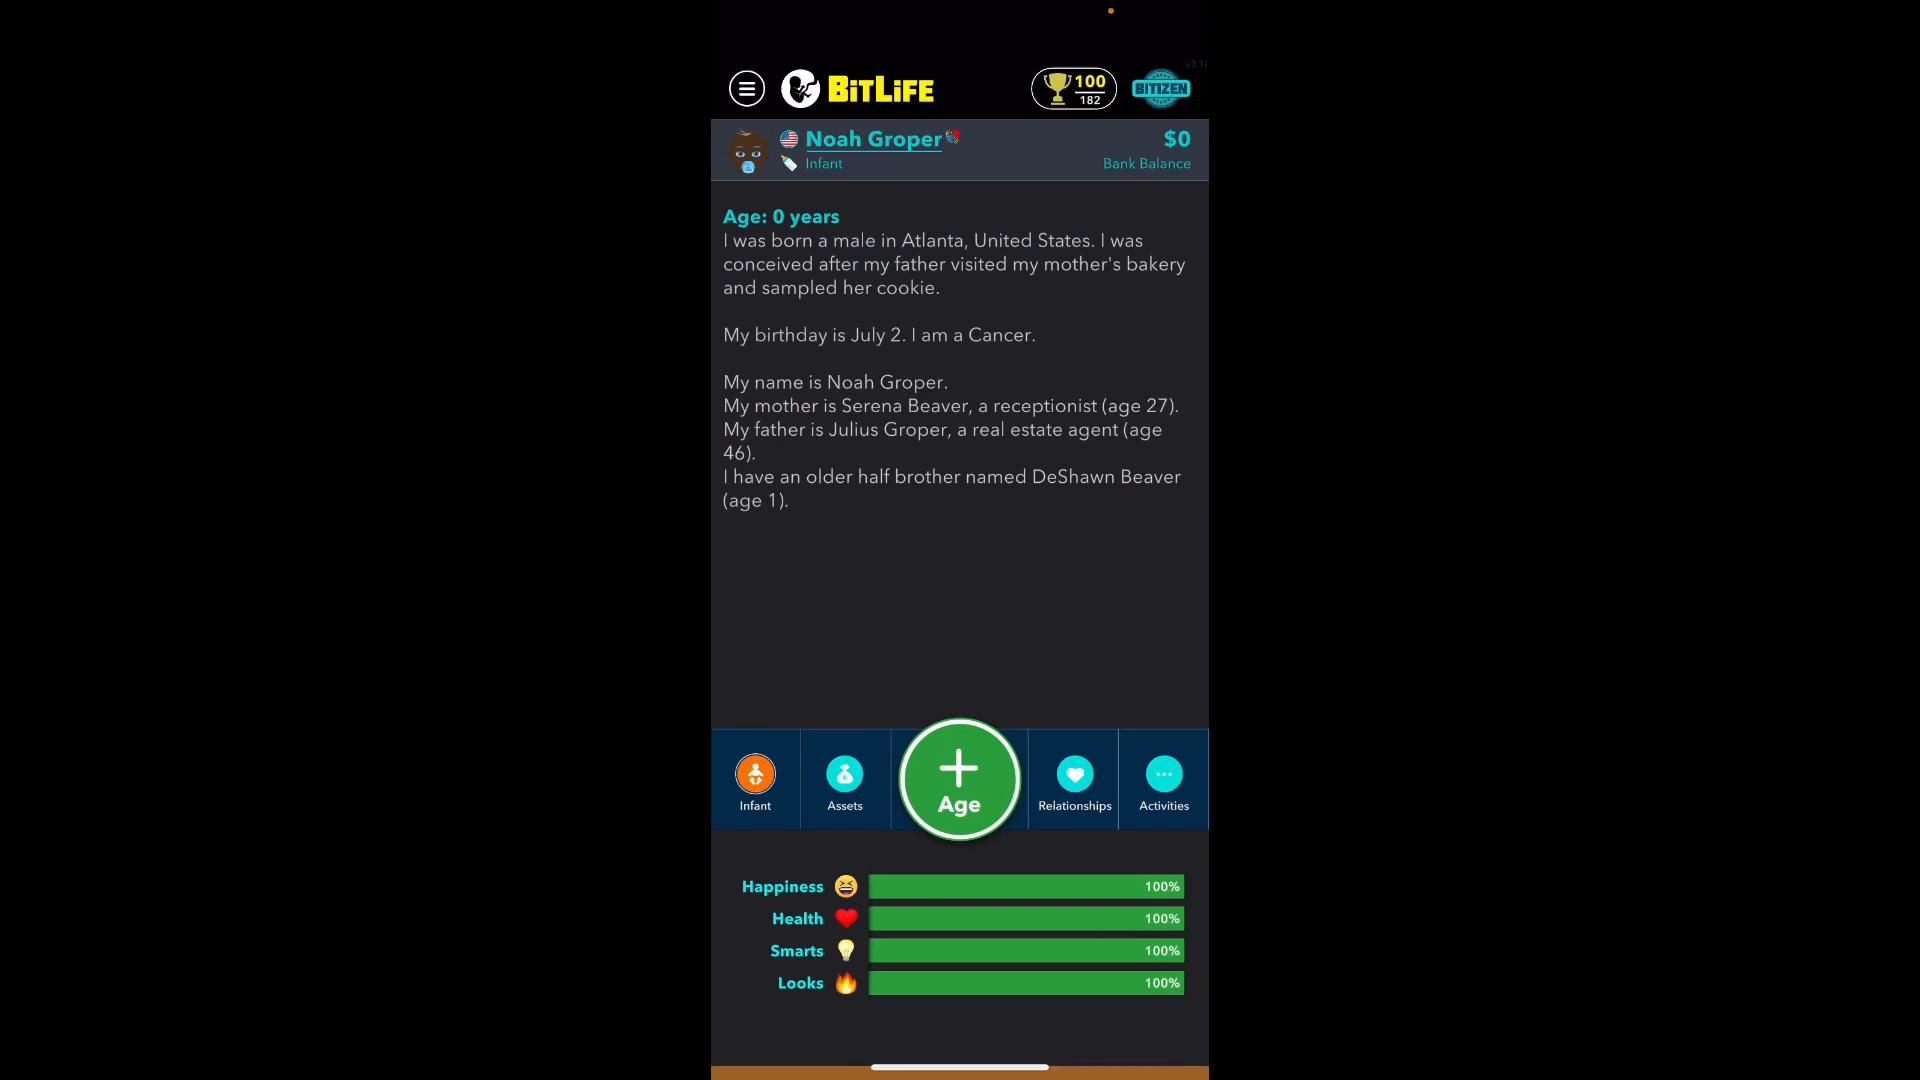 v3.1i
BiTLiFE
100
182
BITIZEN
Noah Groper
$0
Infant
Bank Balance
Age: 0 years
I was born a male in Atlanta, United States. I was
conceived after my father visited my mother's bakery
and sampled her cookie.
My birthday is July 2. I am a Cancer.
My name is Noah Groper.
My mother is Serena Beaver, a receptionist (age 27).
My father is Julius Groper, a real estate agent (age
46).
I have an older half brother named DeShawn Beaver
(age 1).
Infant
Assets
Age
Relationships
Activities
Happiness 100%
Health 100%
Smarts 100%
Looks 100%